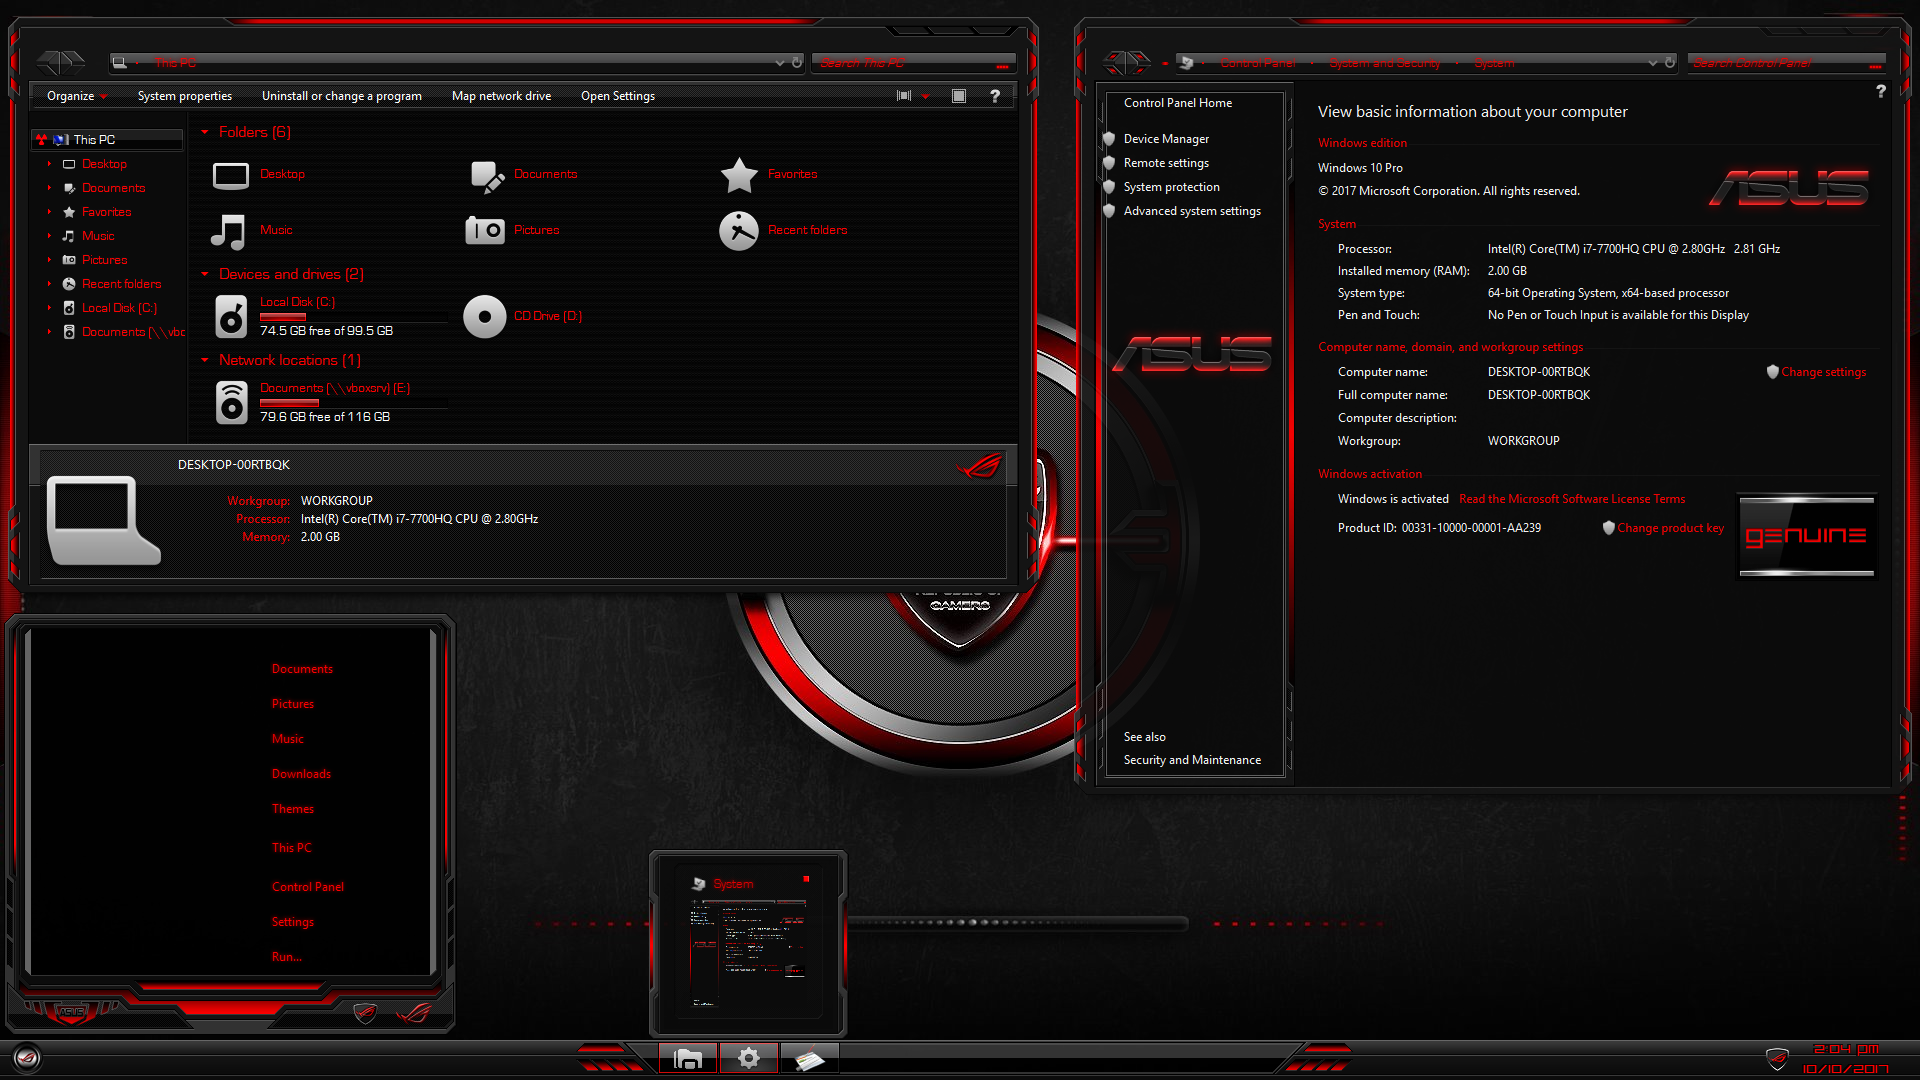 This PC
Search This PC
Organize
System properties
Uninstall or change a program
Map network drive
Open Settings
?
This PC
Desktop
Documents
Favorites
Music
Pictures
Recent folders
Local Disk (C:)
Documents (\\vbo
Folders (6)
Desktop
Documents
Favorites
Music
Pictures
Recent folders
Devices and drives (2)
Local Disk (C:)
74.5 GB free of 99.5 GB
CD Drive (D:)
Network locations (1)
Documents (\\vboxsrv) (E:)
79.6 GB free of 116 GB
DESKTOP-00RTBQK
Workgroup: WORKGROUP
Processor: Intel(R) Core(TM) i7-7700HQ CPU @ 2.80GHz
Memory: 2.00 GB
GAMERS
Control Panel
System and Security
System
Search Control Panel
?
Control Panel Home
Device Manager
Remote settings
System protection
Advanced system settings
ASUS
See also
Security and Maintenance
View basic information about your computer
Windows edition
Windows 10 Pro
© 2017 Microsoft Corporation. All rights reserved.
ASUS
System
Processor: Intel(R) Core(TM) i7-7700HQ CPU @ 2.80GHz 2.81 GHz
Installed memory (RAM): 2.00 GB
System type: 64-bit Operating System, x64-based processor
Pen and Touch: No Pen or Touch Input is available for this Display
Computer name, domain, and workgroup settings
Computer name: DESKTOP-00RTBQK
Change settings
Full computer name: DESKTOP-00RTBQK
Computer description:
Workgroup: WORKGROUP
Windows activation
Windows is activated Read the Microsoft Software License Terms
Product ID: 00331-10000-00001-AA239
Change product key
genuine
Documents
Pictures
Music
Downloads
Themes
This PC
Control Panel
Settings
Run...
ASUS
System
2:04 pm
10/10/2017